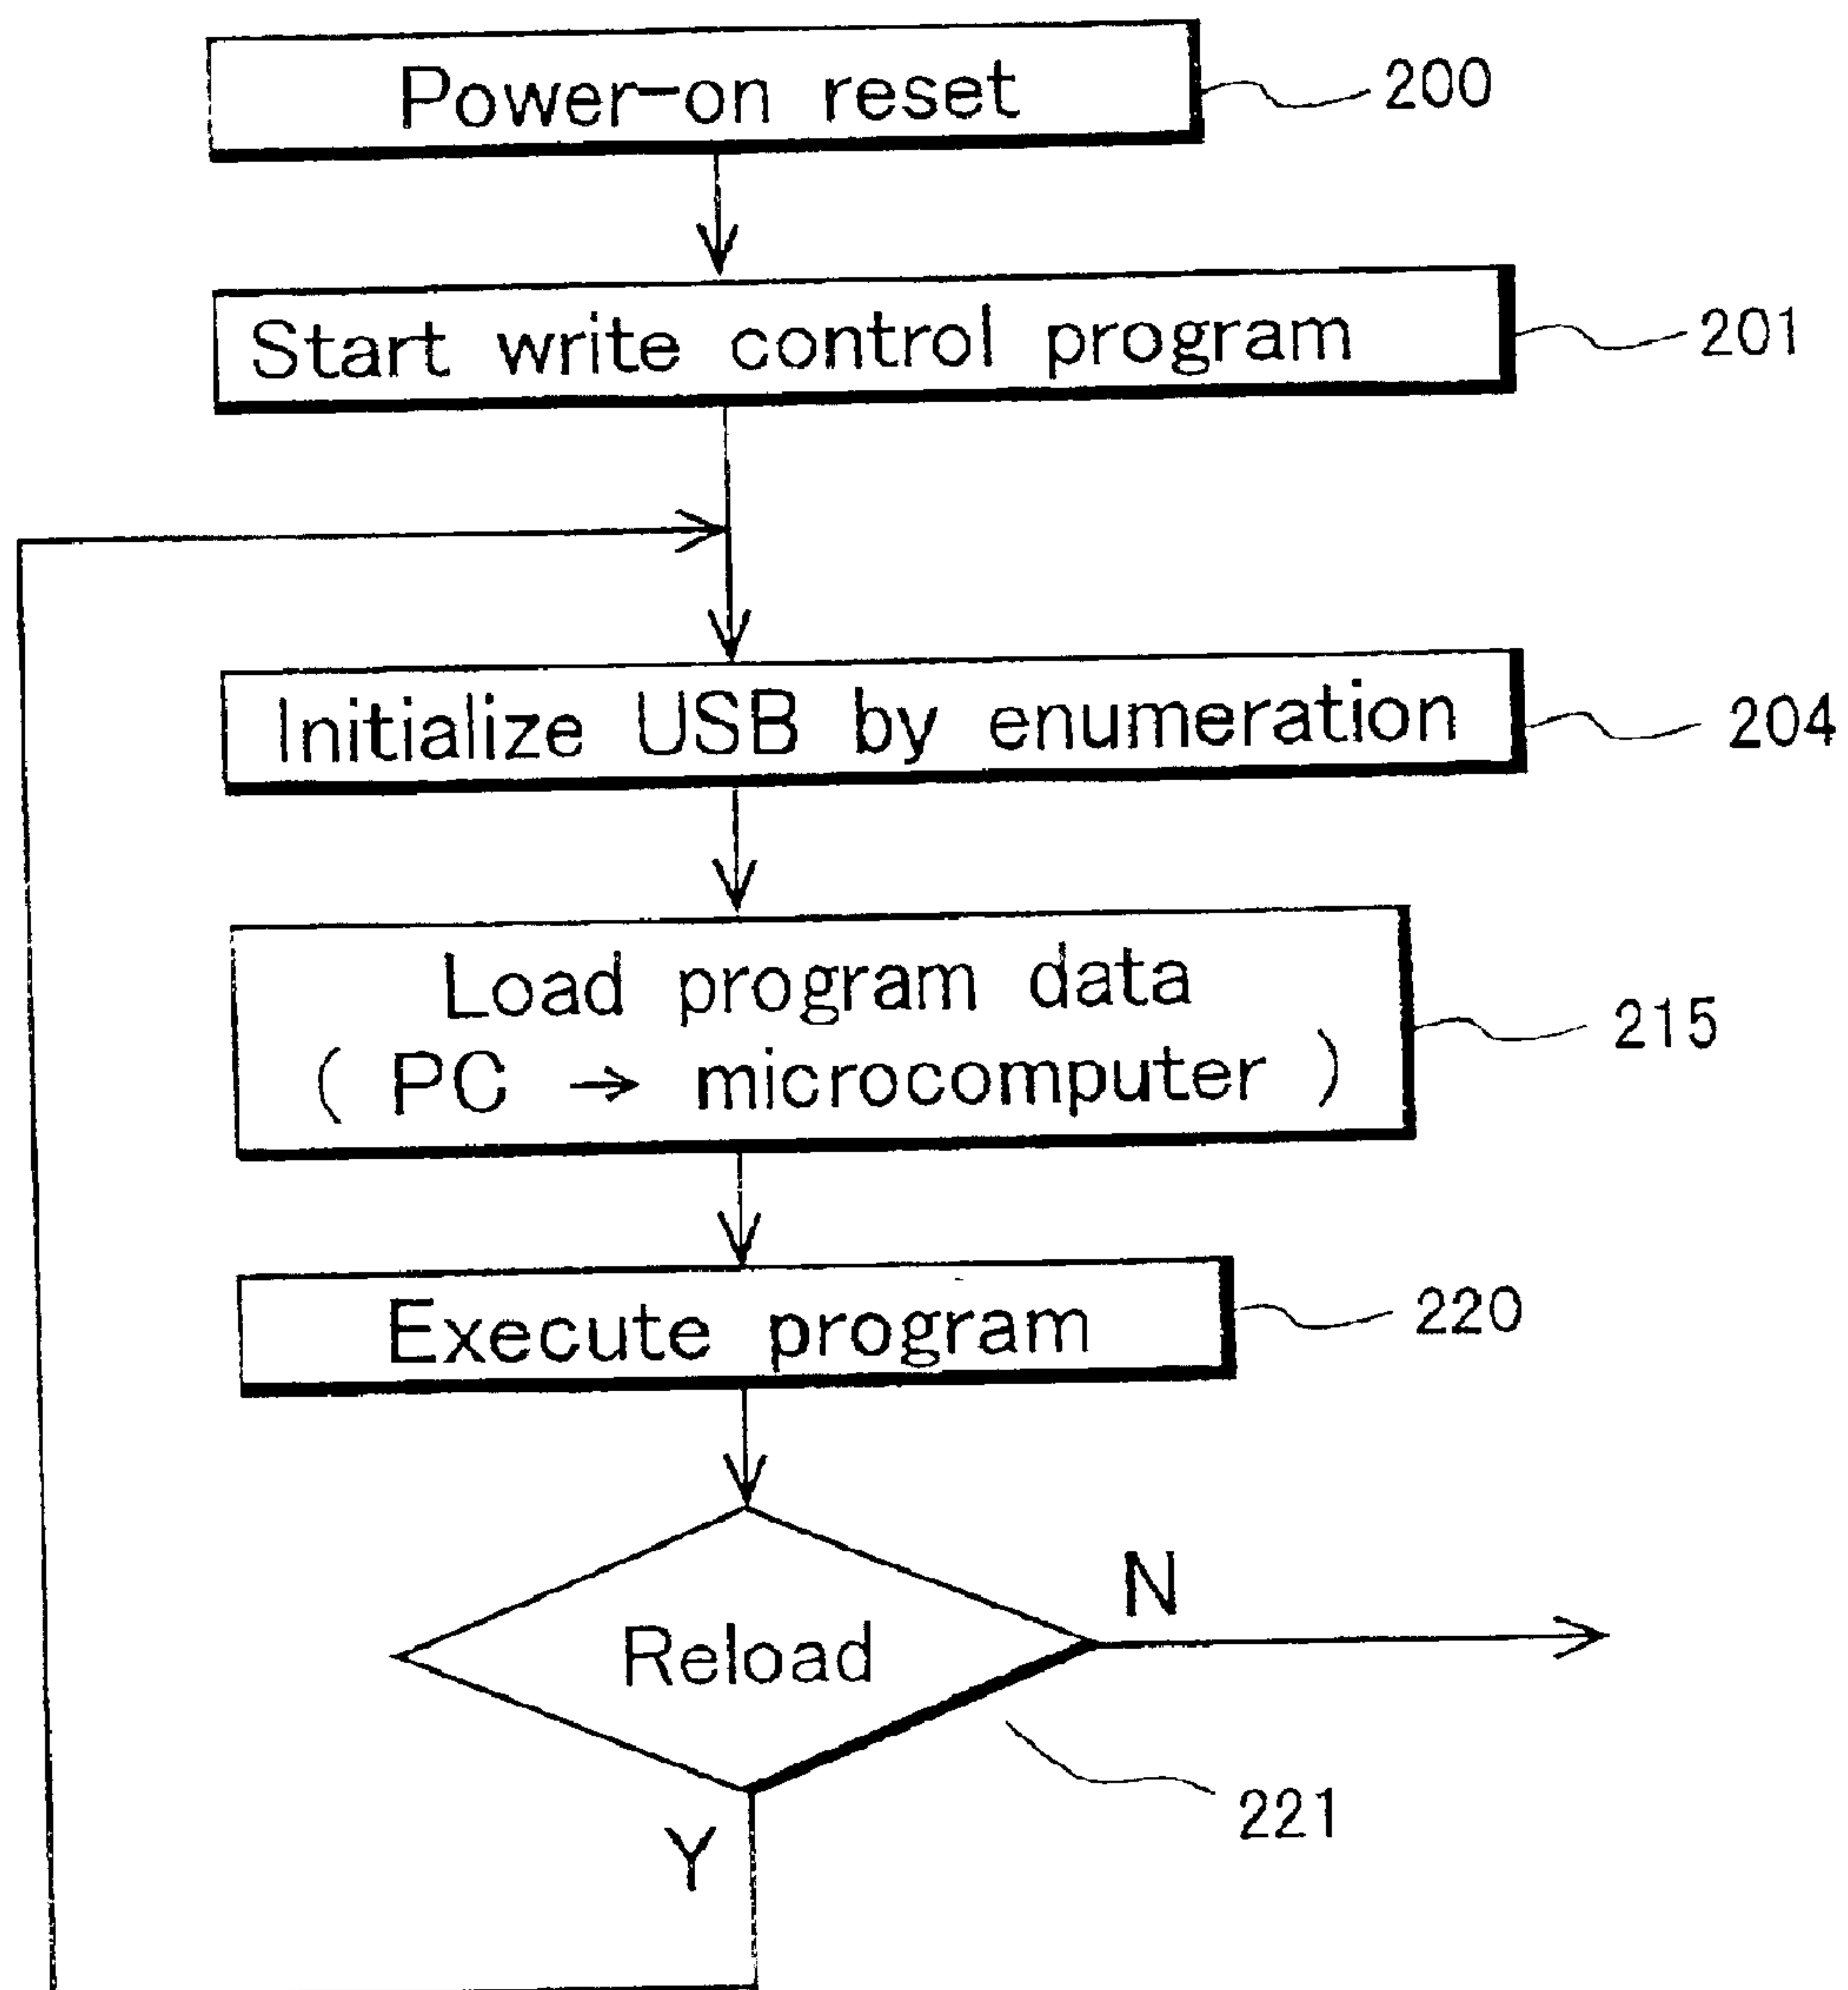 Power-on reset
200
Start write control program
201
Initialize USB by enumeration
204
Load program data
( PC → microcomputer )
215
Execute program
220
Reload
N
221
Y